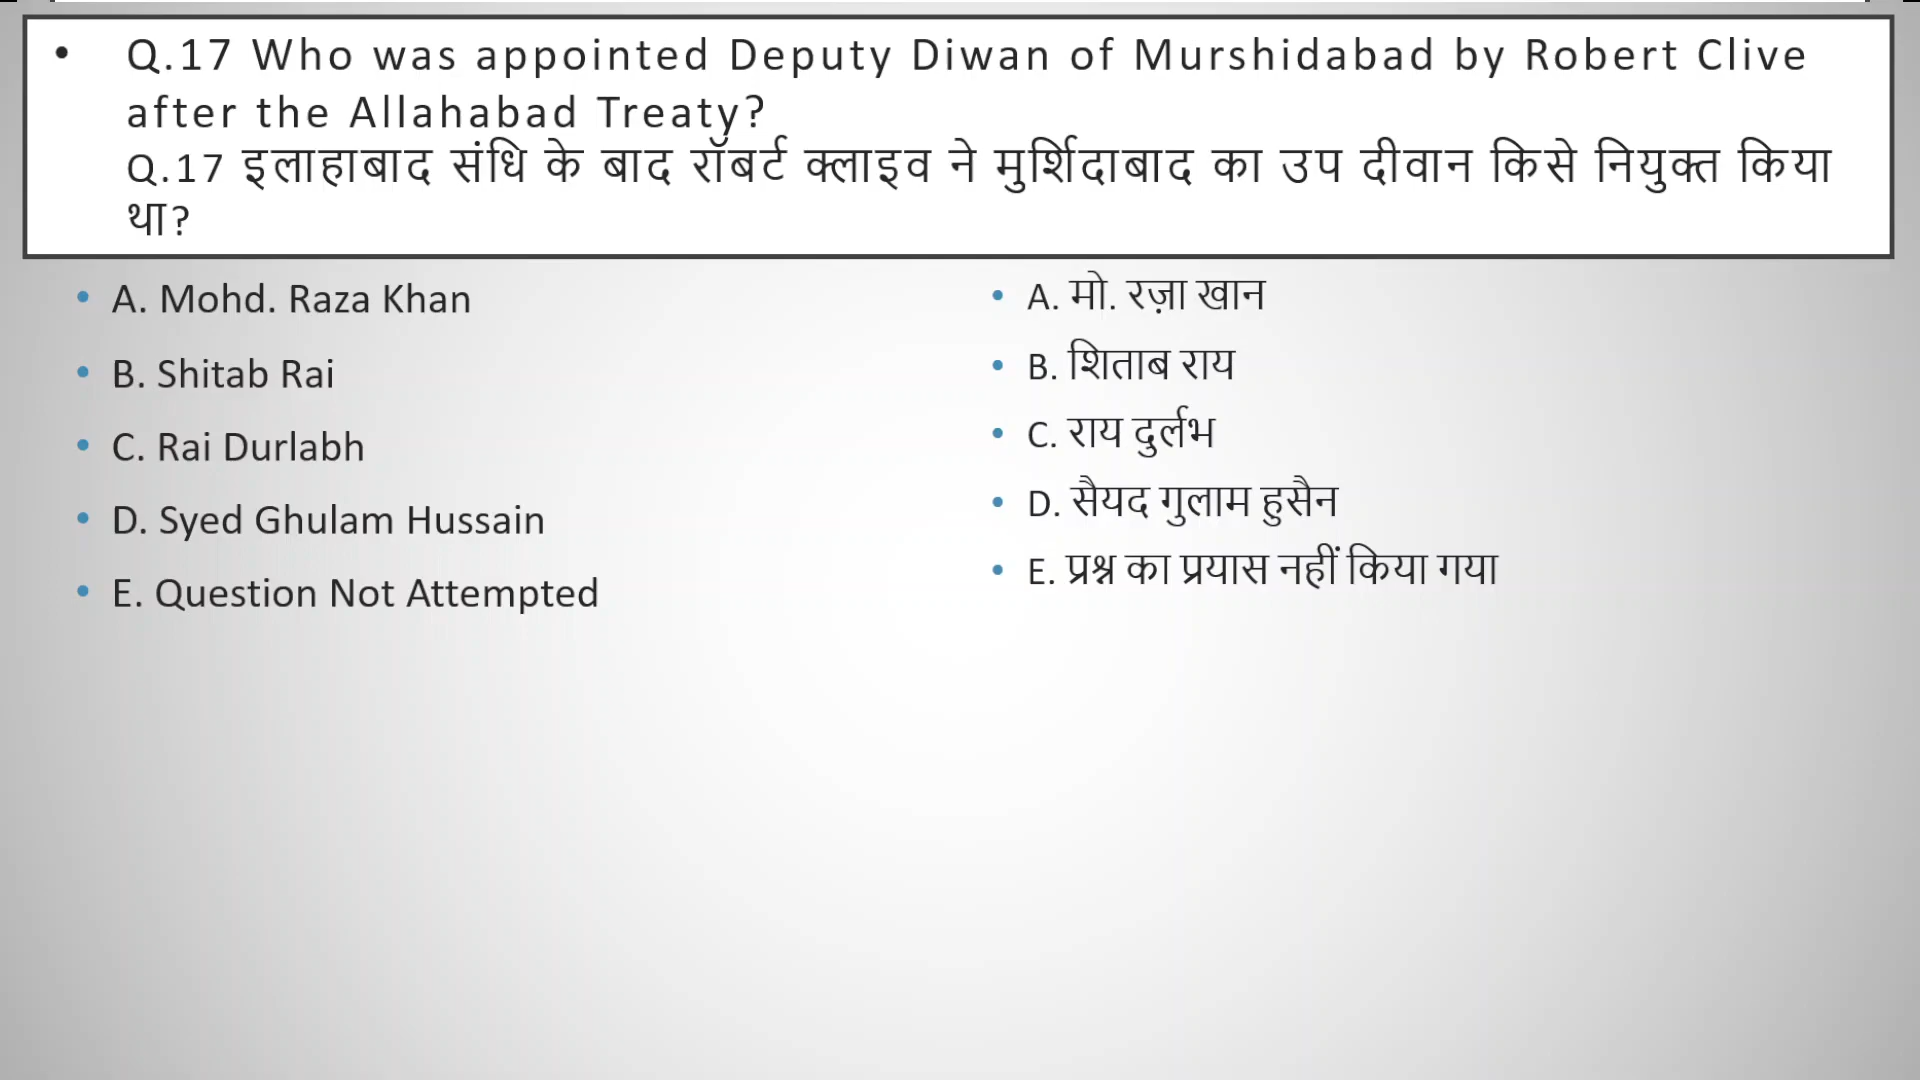 • Q.17 Who was appointed Deputy Diwan of Murshidabad by Robert Clive
after the Allahabad Treaty?
Q.17 इलाहाबाद संधि के बाद रॉबर्ट क्लाइव ने मुर्शिदाबाद का उप दीवान किसे नियुक्त किया
था?
• A. Mohd. Raza Khan
• B. Shitab Rai
• C. Rai Durlabh
• D. Syed Ghulam Hussain
• E. Question Not Attempted
• A. मो. रज़ा खान
• B. शिताब राय
• C. राय दुर्लभ
• D. सैयद गुलाम हुसैन
• E. प्रश्न का प्रयास नहीं किया गया